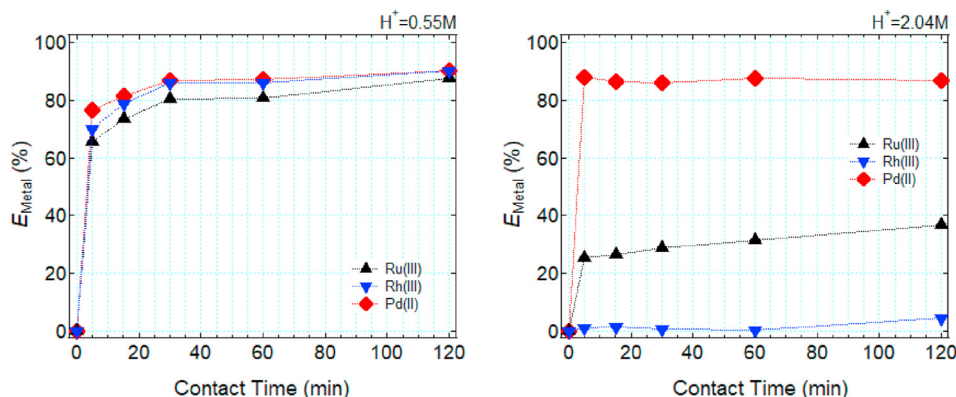 H+=0.55M
100
80
60
40
20
0
E Metal (%)
Ru(III)
Rh(III)
Pd(II)
0 20 40 60 80 100 120
Contact Time (min)
H+=2.04M
100
80
60
40
20
0
E Metal (%)
Ru(III)
Rh(III)
Pd(II)
0 20 40 60 80 100 120
Contact Time (min)